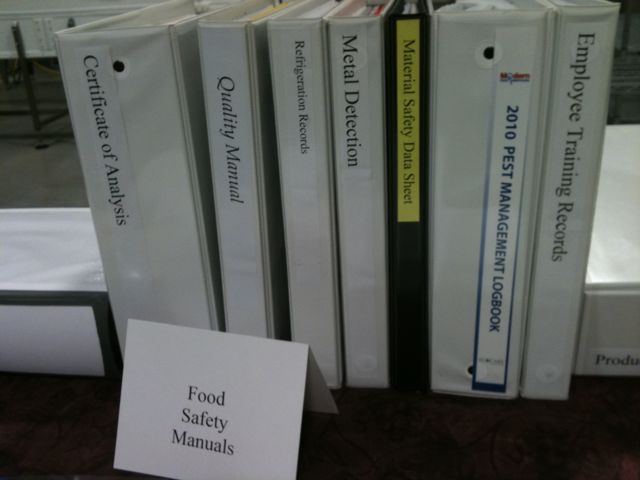 Certificate of Analysis
Quality Manual
Refrigeration Records
Metal Detection
Material Safety Data Sheet
Modern
2010 PEST MANAGEMENT LOGBOOK
Employee Training Records
Produ
Food
Safety
Manuals